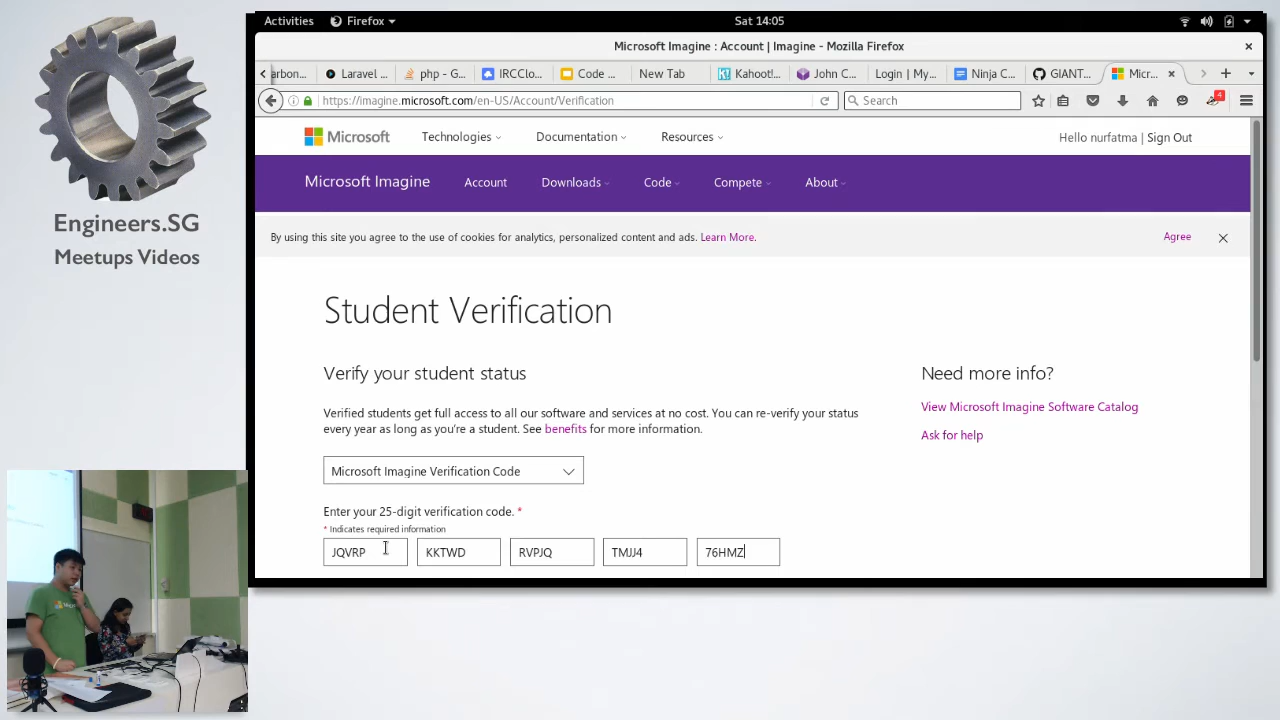 Activities Firefox Sat 14:05
Microsoft Imagine : Account | Imagine - Mozilla Firefox
arbon... Laravel ... php - G... IRCClo... Code ... New Tab Kahoot!... John C... Login | My... Ninja C... GIANT... Micr...
https://imagine.microsoft.com/en-US/Account/Verification Search 4
Microsoft Technologies Documentation Resources Hello nurfatma | Sign Out
Microsoft Imagine Account Downloads Code Compete About
By using this site you agree to the use of cookies for analytics, personalized content and ads. Learn More. Agree
Engineers.SG
Meetups Videos
Student Verification
Verify your student status
Verified students get full access to all our software and services at no cost. You can re-verify your status
every year as long as you're a student. See benefits for more information.
Microsoft Imagine Verification Code
Enter your 25-digit verification code. *
* Indicates required information
JQVRP KKTWD RVPJQ TMJJ4 76HMZ
Need more info?
View Microsoft Imagine Software Catalog
Ask for help